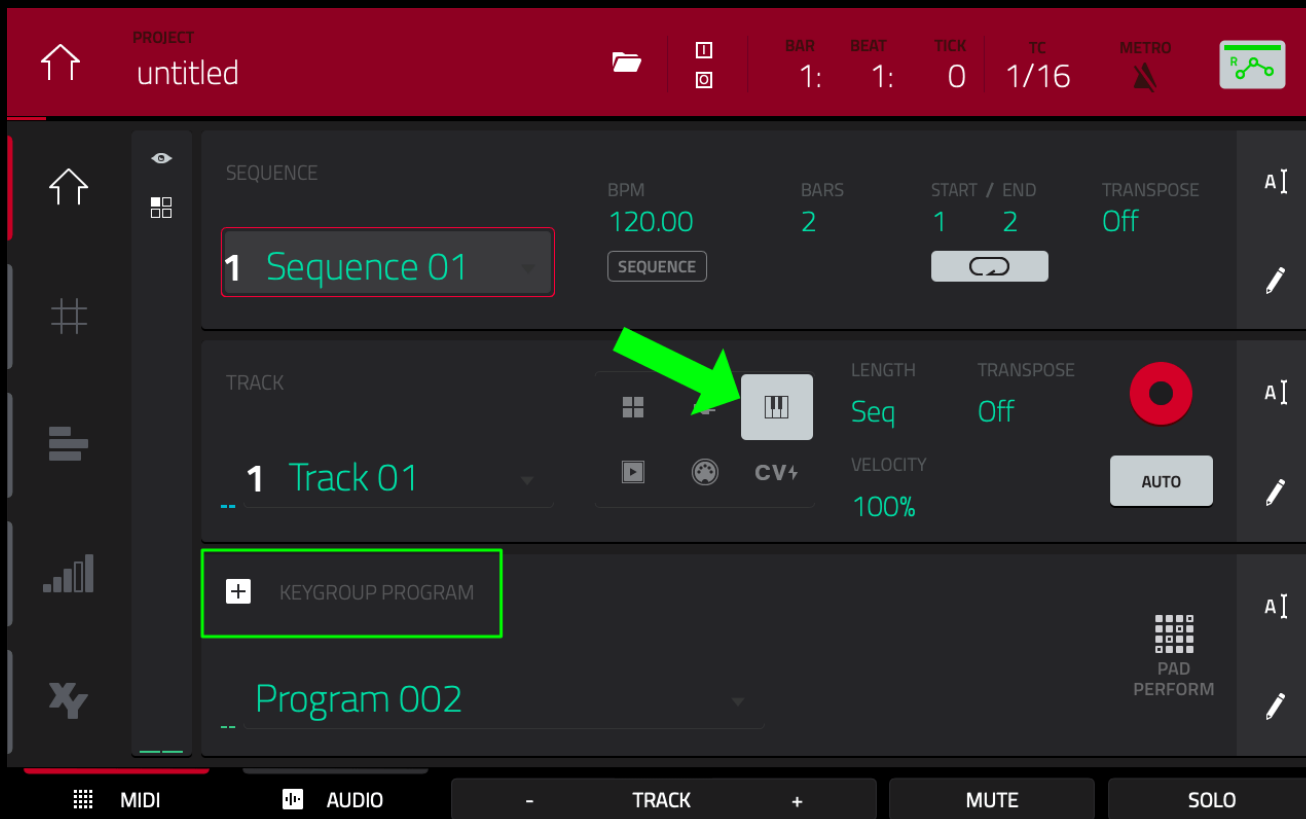 PROJECT
untitled
BAR BEAT TICK TC METRO
1: 1: 0 1/16
R
SEQUENCE
1 Sequence 01
BPM BARS START / END TRANSPOSE
120.00 2 1 2 Off
SEQUENCE
TRACK
1 Track 01
CV
LENGTH TRANSPOSE
Seq Off
VELOCITY
100%
AUTO
+ KEYGROUP PROGRAM
Program 002
PAD
PERFORM
A
A
A
XY
MIDI AUDIO - TRACK + MUTE SOLO